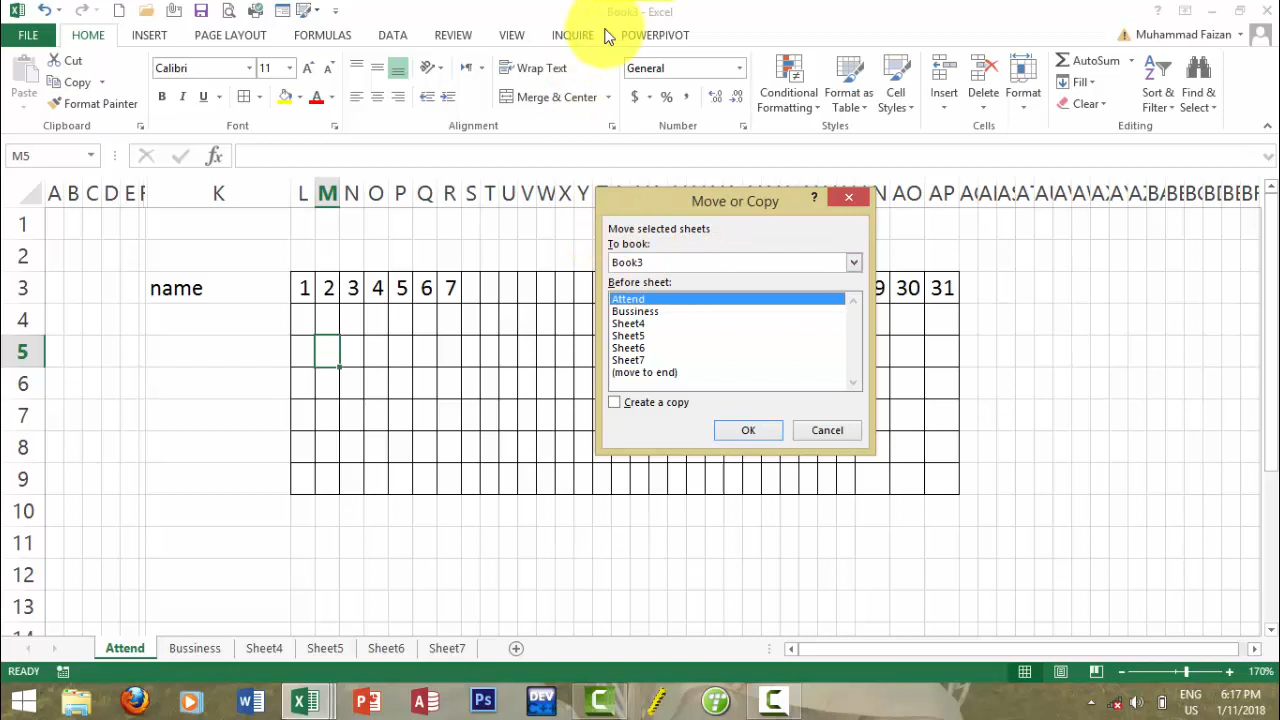 Book3 - Excel
FILE HOME INSERT PAGE LAYOUT FORMULAS DATA REVIEW VIEW INQUIRE POWERPIVOT Muhammad Faizan
Cut
Copy
Format Painter
Paste
Clipboard
Calibri 11
B I U
Font
Wrap Text
Merge & Center
Alignment
General
$ % ,
Number
Conditional Formatting
Format as Table
Cell Styles
Styles
Insert Delete Format
Cells
AutoSum
Fill
Clear
Sort & Filter
Find & Select
Editing
M5 fx
A B C D E K L M N O P Q R S T U V W X Y N AO AP
1
2
3 name 1 2 3 4 5 6 7 9 30 31
4
5
6
7
8
9
10
11
12
13
14
Move or Copy
Move selected sheets
To book:
Book3
Before sheet:
Attend
Bussiness
Sheet4
Sheet5
Sheet6
Sheet7
(move to end)
Create a copy
OK Cancel
Attend Bussiness Sheet4 Sheet5 Sheet6 Sheet7
READY 170%
DEV
ENG 6:17 PM
US 1/11/2018